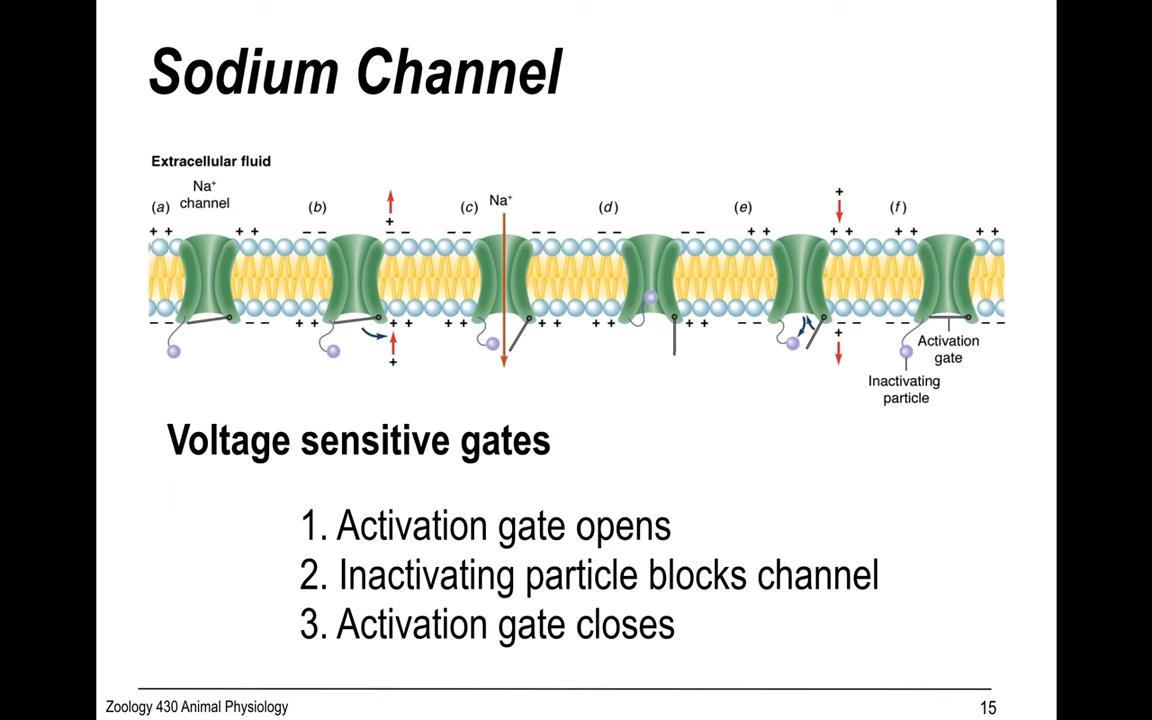 Sodium Channel
Extracellular fluid
Na⁺
channel
(a)
(b)
(c)
Na⁺
(d)
(e)
(f)
+ + + + – – + – – – – – – – – + + + + + + + + +
– – – – + + + + + + + + + + + + – – – – – – – –
+ +
Activation
gate
Inactivating
particle
Voltage sensitive gates
1. Activation gate opens
2. Inactivating particle blocks channel
3. Activation gate closes
Zoology 430 Animal Physiology
15